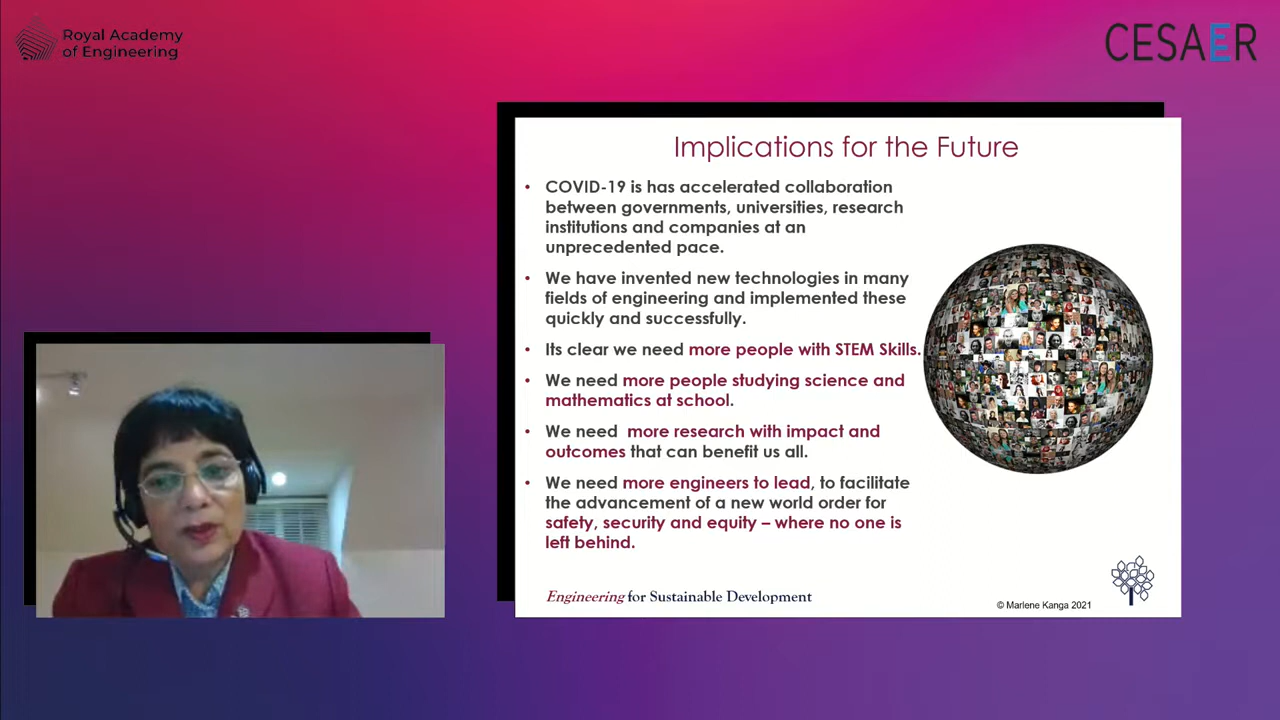 Royal Academy
of Engineering
CESAER
Implications for the Future
• COVID-19 is has accelerated collaboration
between governments, universities, research
institutions and companies at an
unprecedented pace.
• We have invented new technologies in many
fields of engineering and implemented these
quickly and successfully.
• Its clear we need more people with STEM Skills.
• We need more people studying science and
mathematics at school.
• We need more research with impact and
outcomes that can benefit us all.
• We need more engineers to lead, to facilitate
the advancement of a new world order for
safety, security and equity – where no one is
left behind.
Engineering for Sustainable Development
© Marlene Kanga 2021